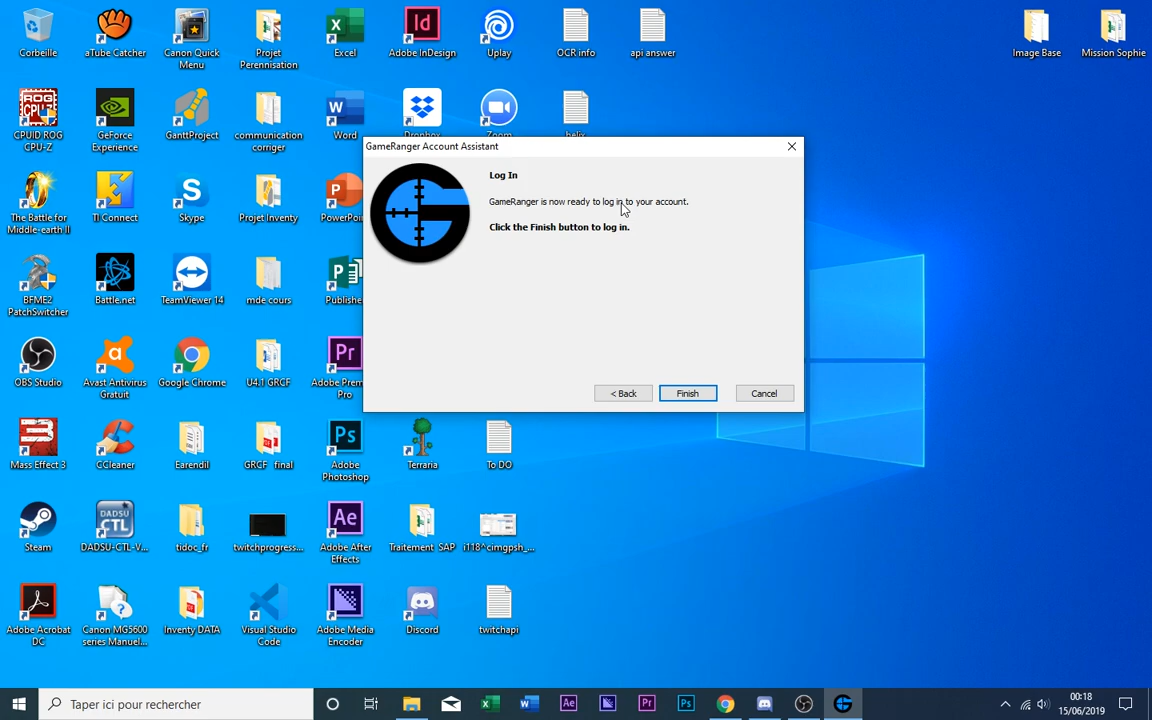 Corbeille
aTube Catcher
Canon Quick
Menu
Projet
Perennisation
Excel
Adobe InDesign
Uplay
OCR info
api answer
Image Base
Mission Sophie
CPUID ROG
CPU-Z
GeForce
Experience
GanttProject
communication
corriger
Word
Dropbox
Zoom
helix
The Battle for
Middle-earth II
TI Connect
Skype
Projet Inventy
PowerPoin
BFME2
PatchSwitcher
Battle.net
TeamViewer 14
mde cours
Publishe
OBS Studio
Avast Antivirus
Gratuit
Google Chrome
U4.1 GRCF
Adobe Prem
Pro
Mass Effect 3
CCleaner
Earendil
GRCF final
Adobe
Photoshop
Terraria
To DO
Steam
DADSU-CTL-V...
tidoc_fr
twitchprogress...
Adobe After
Effects
Traitement SAP
i118^cimgpsh_...
Adobe Acrobat
DC
Canon MG5600
series Manuel...
Inventy DATA
Visual Studio
Code
Adobe Media
Encoder
Discord
twitchapi
GameRanger Account Assistant
Log In
GameRanger is now ready to log in to your account.
Click the Finish button to log in.
< Back
Finish
Cancel
Taper ici pour rechercher
00:18
15/06/2019